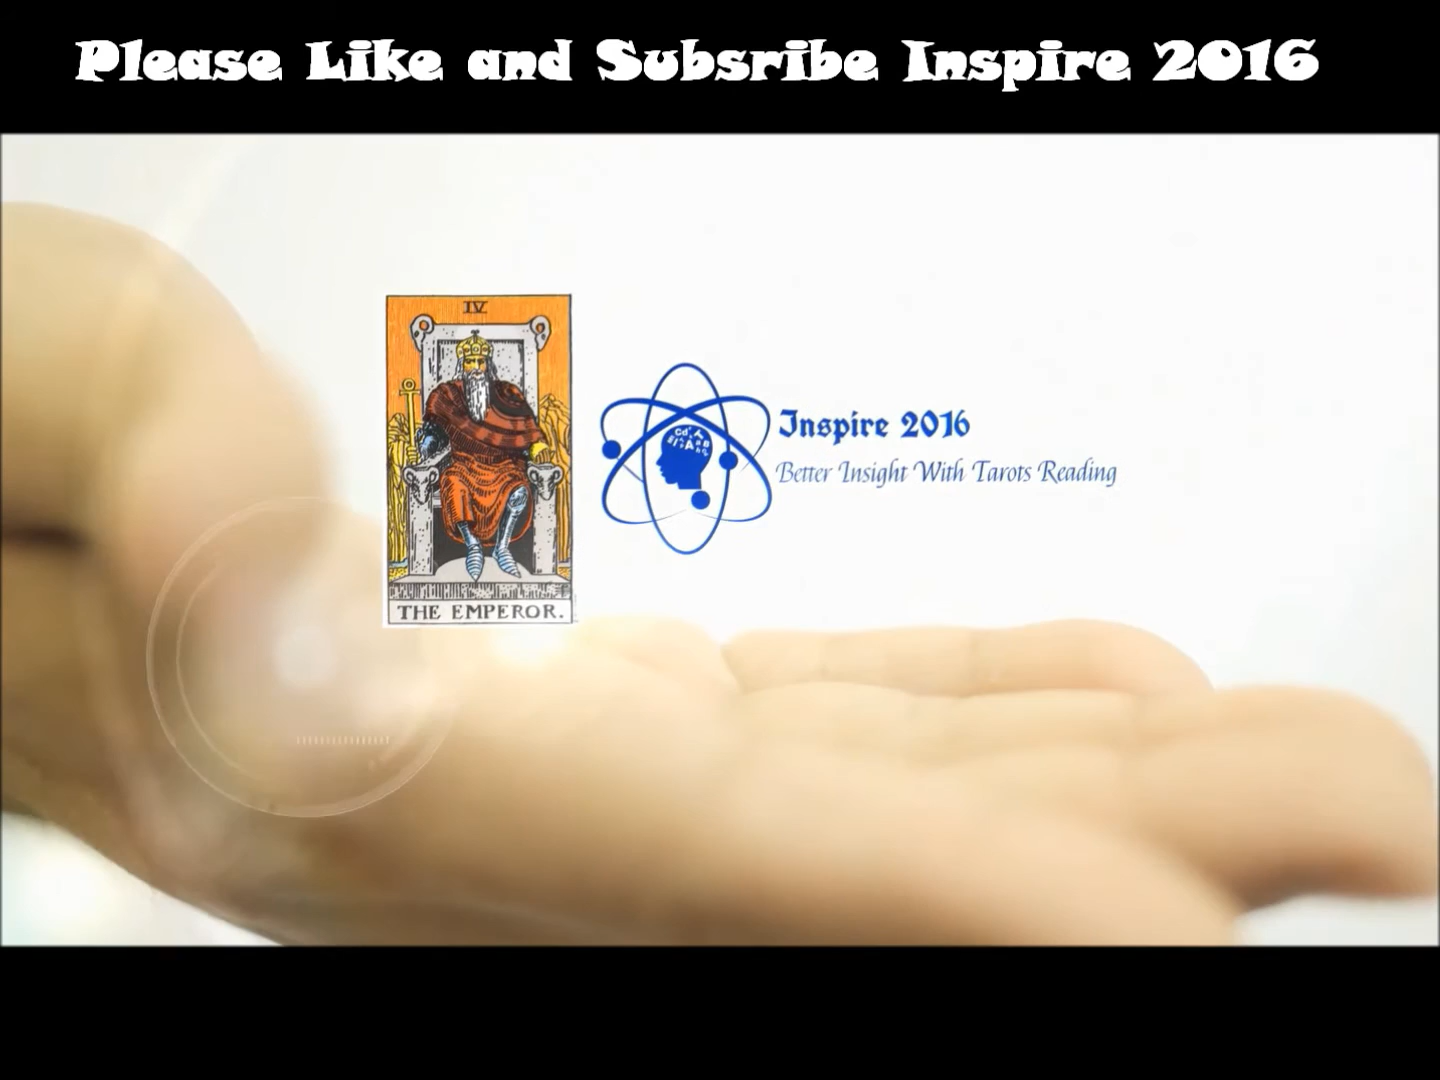 Please Like and Subsribe Inspire 2016
IV
THE EMPEROR.
Inspire 2016
Better Insight With Tarots Reading